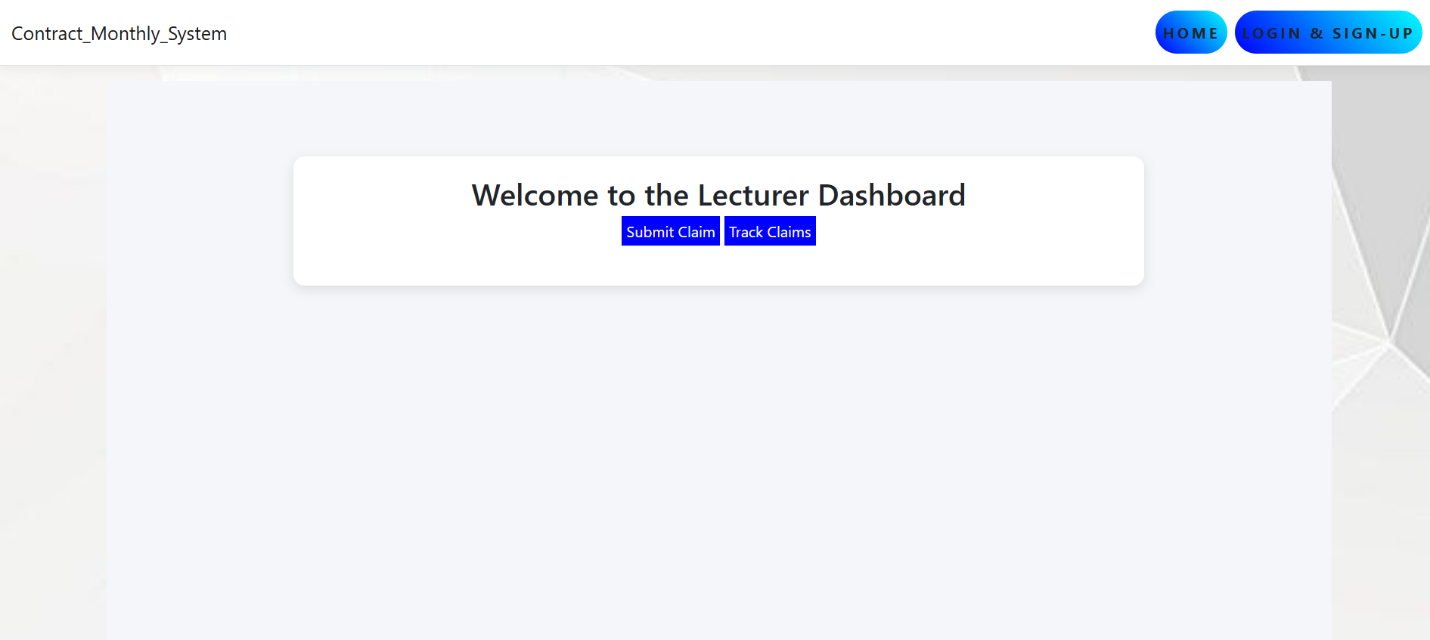 Contract_Monthly_System
HOME
LOGIN & SIGN-UP
Welcome to the Lecturer Dashboard
Submit Claim Track Claims